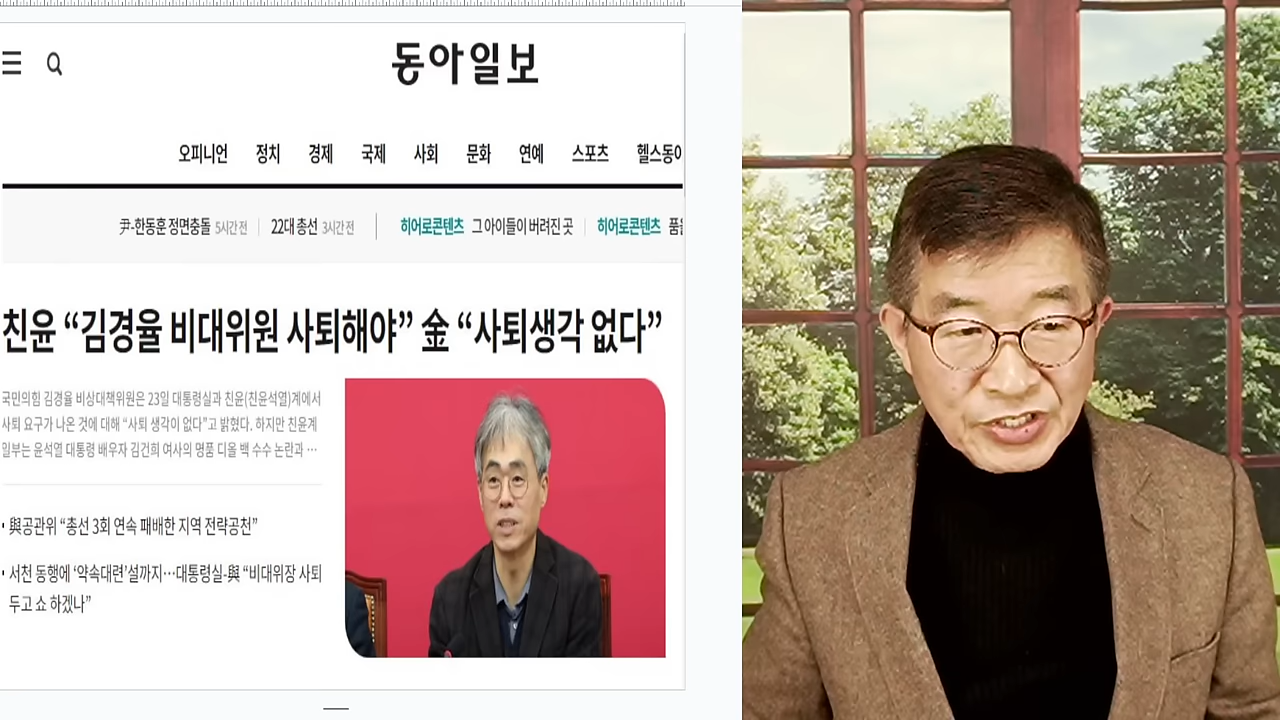 동아일보
오피니언 정치 경제 국제 사회 문화 연예 스포츠 헬스동아
尹-한동훈 정면충돌 5시간 전 22대 총선 3시간 전 히어로콘텐츠 그 아이들이 버려진 곳 히어로콘텐츠 품을
친윤 “김경율 비대위원 사퇴해야” 金 “사퇴생각 없다”
국민의힘 김경율 비상대책위원은 23일 대통령실과 친윤(친윤석열)계에서
사퇴 요구가 나온 것에 대해 “사퇴 생각이 없다”고 밝혔다. 하지만 친윤계
일부는 윤석열 대통령 배우자 김건희 여사의 명품 디올 백 수수 논란과 …
與공관위 “총선 3회 연속 패배한 지역 전략공천”
서천 동행에 ‘약속대련’설까지…대통령실-與 “비대위장 사퇴
두고 쇼 하겠나”